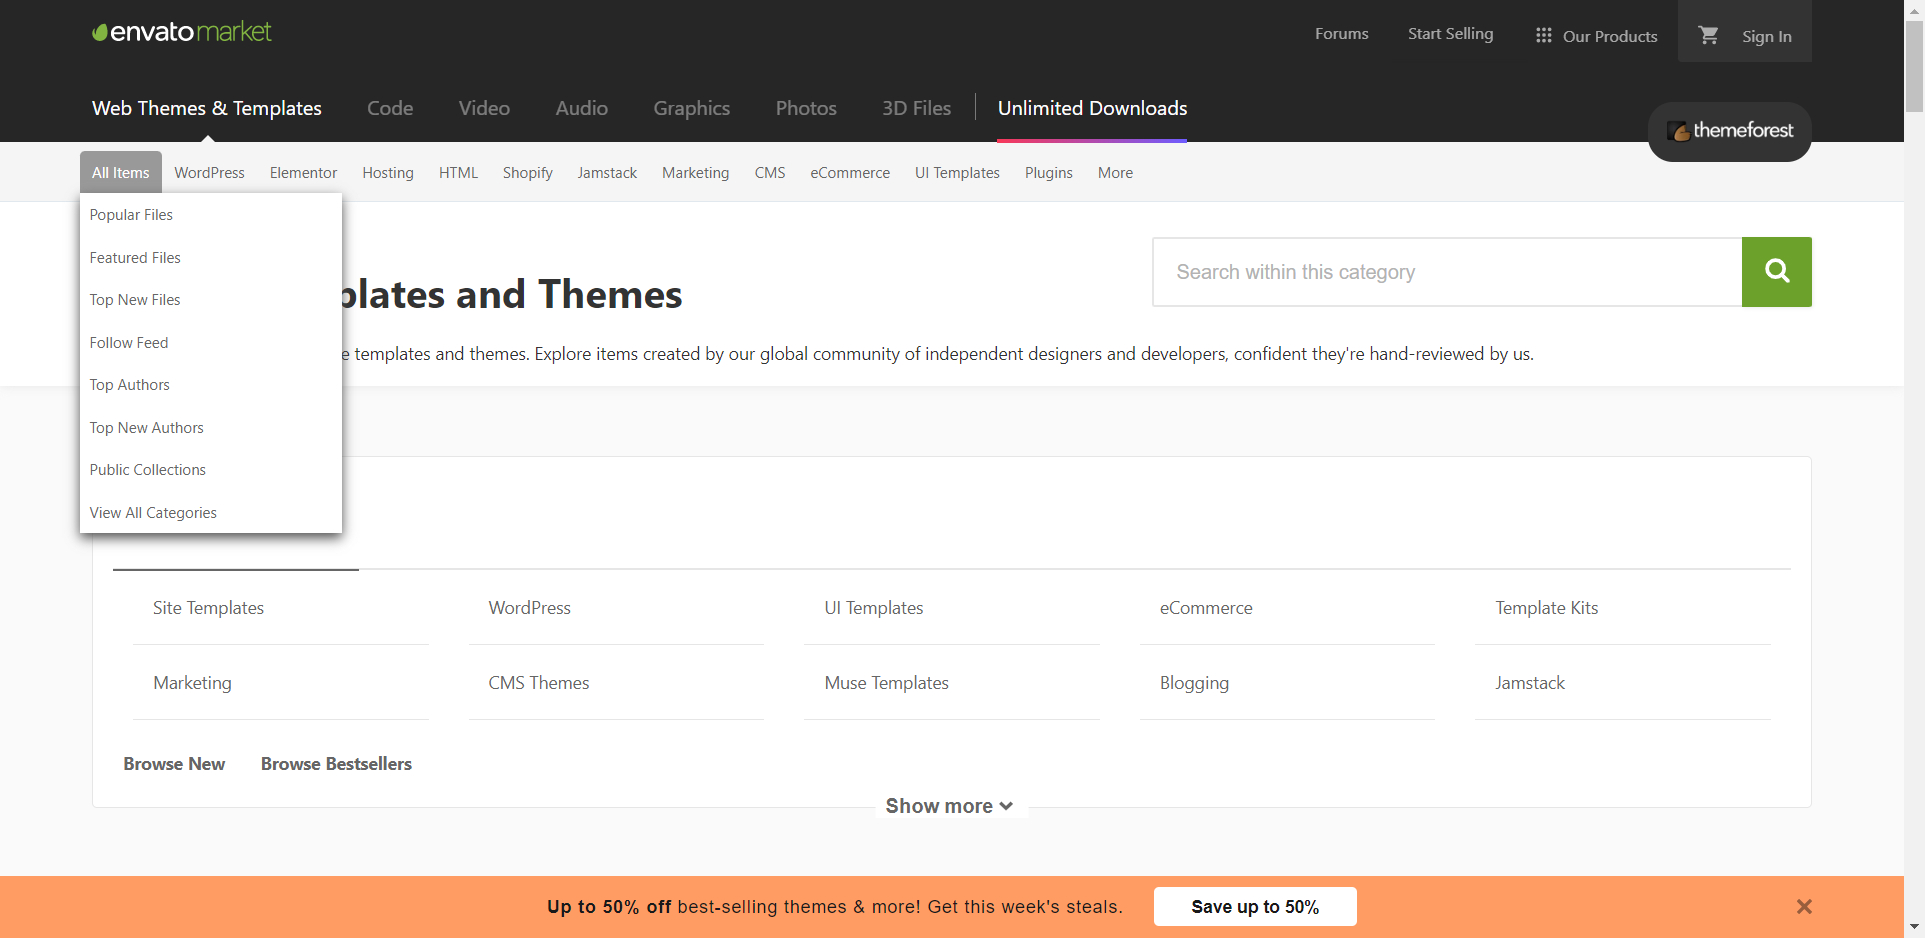 envato market
Forums
Start Selling
Our Products
Sign In
Web Themes & Templates
Code
Video
Audio
Graphics
Photos
3D Files
Unlimited Downloads
themeforest
All Items
WordPress
Elementor
Hosting
HTML
Shopify
Jamstack
Marketing
CMS
eCommerce
UI Templates
Plugins
More
Popular Files
Featured Files
Top New Files
Follow Feed
Top Authors
Top New Authors
Public Collections
View All Categories
plates and Themes
Search within this category
e templates and themes. Explore items created by our global community of independent designers and developers, confident they're hand-reviewed by us.
Site Templates
WordPress
UI Templates
eCommerce
Template Kits
Marketing
CMS Themes
Muse Templates
Blogging
Jamstack
Browse New
Browse Bestsellers
Show more
Up to 50% off best-selling themes & more! Get this week's steals.
Save up to 50%